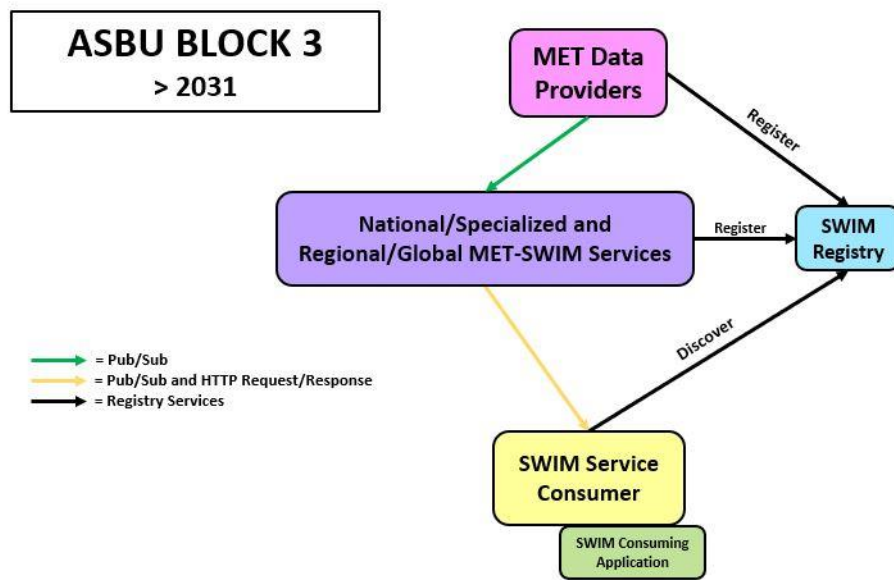 ASBU BLOCK 3
> 2031
MET Data
Providers
Register
National/Specialized and
Regional/Global MET-SWIM Services
Register
SWIM
Registry
Discover
= Pub/Sub
= Pub/Sub and HTTP Request/Response
= Registry Services
SWIM Service
Consumer
SWIM Consuming
Application